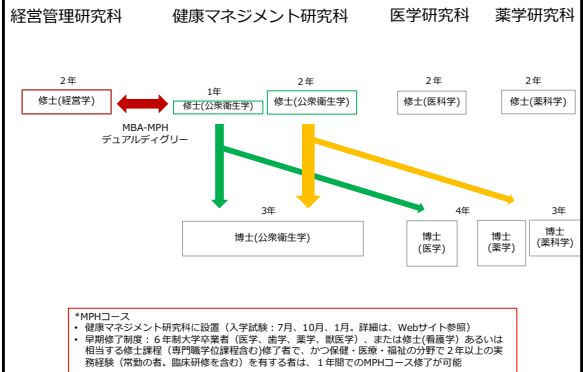 経営管理研究科 健康マネジメント研究科 医学研究科 薬学研究科
2年 1年 2年 2年 2年
修士(経営学) 修士(公衆衛生学) 修士(公衆衛生学) 修士(医科学) 修士(薬科学)
MBA-MPH
デュアルディグリー
3年 4年 3年
博士(公衆衛生学)
博士
(医学)
博士
(薬学)
博士
(薬科学)
*MPHコース
• 健康マネジメント研究科に設置（入学試験：7月、10月、1月。詳細は、Webサイト参照）
• 早期修了制度：６年制大学卒業者（医学、歯学、薬学、獣医学）、または修士(看護学）あるいは
相当する修士課程（専門職学位課程含む)修了者で、かつ保健・医療・福祉の分野で２年以上の実
務経験（常勤の者。臨床研修を含む）を有する者は、１年間でのMPHコース修了が可能